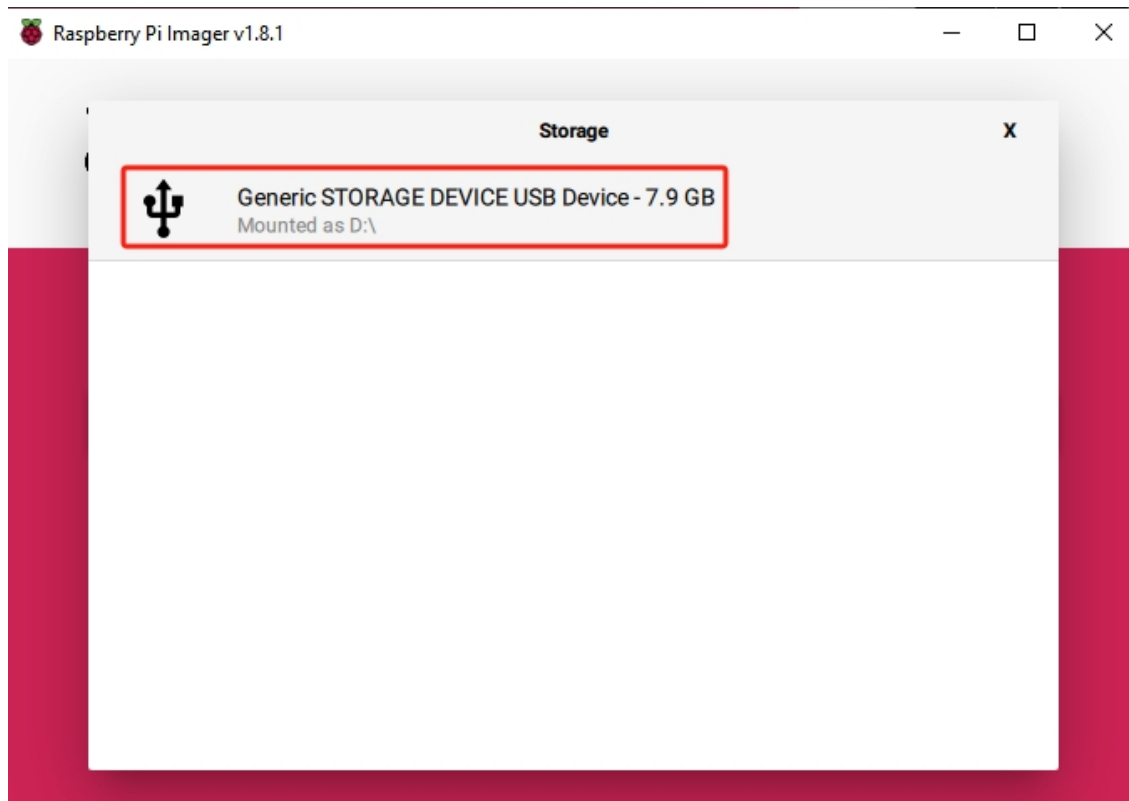 Raspberry Pi Imager v1.8.1
Storage
X
Generic STORAGE DEVICE USB Device - 7.9 GB
Mounted as D:\